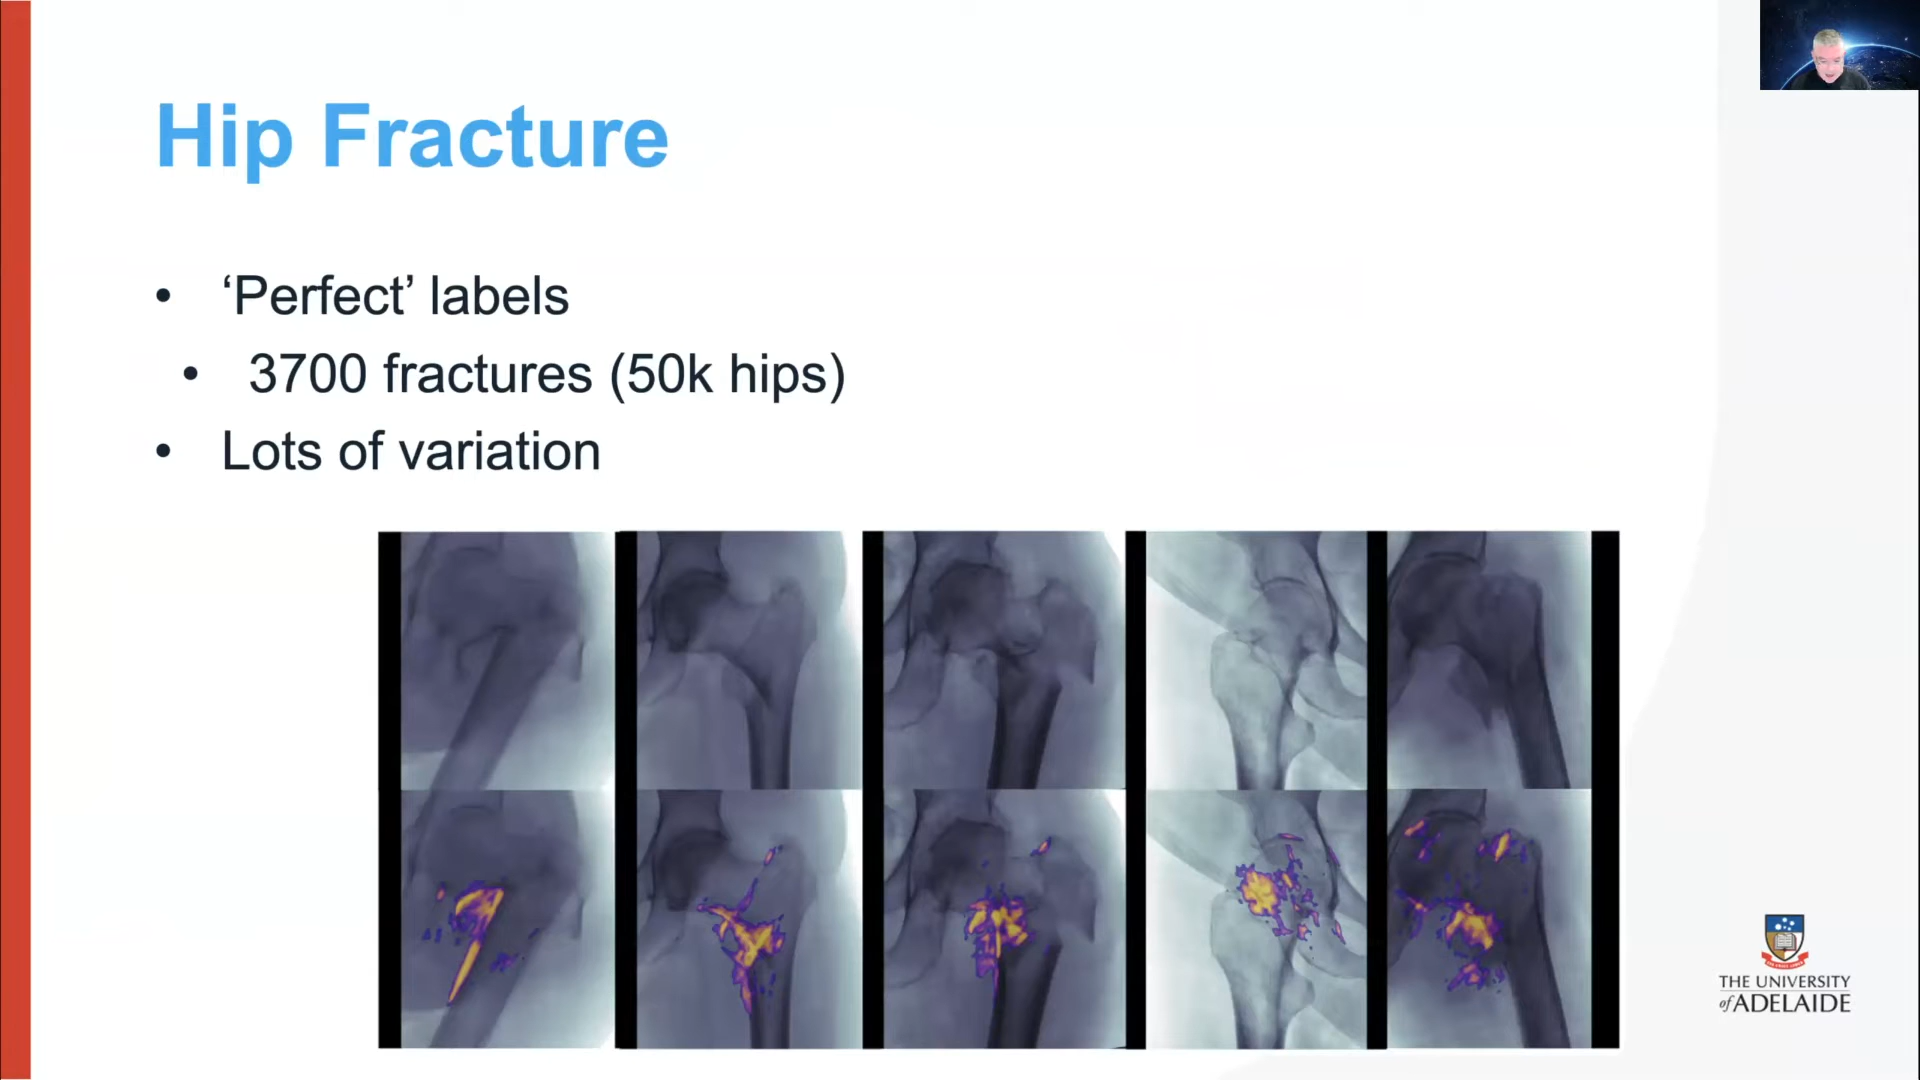 Hip Fracture
• ‘Perfect’ labels
• 3700 fractures (50k hips)
• Lots of variation
THE UNIVERSITY
of ADELAIDE